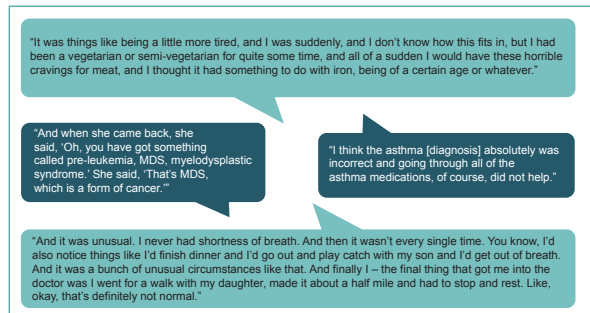 “It was things like being a little more tired, and I was suddenly, and I don’t know how this fits in, but I had
been a vegetarian or semi-vegetarian for quite some time, and all of a sudden I would have these horrible
cravings for meat, and I thought it had something to do with iron, being of a certain age or whatever.”
“And when she came back, she
said, ‘Oh, you have got something
called pre-leukemia, MDS, myelodysplastic
syndrome.’ She said, ‘That’s MDS,
which is a form of cancer.’”
“I think the asthma [diagnosis] absolutely was
incorrect and going through all of the
asthma medications, of course, did not help.”
“And it was unusual. I never had shortness of breath. And then it wasn’t every single time. You know, I’d
also notice things like I’d finish dinner and I’d go out and play catch with my son and I’d get out of breath.
And it was a bunch of unusual circumstances like that. And finally I – the final thing that got me into the
doctor was I went for a walk with my daughter, made it about a half mile and had to stop and rest. Like,
okay, that’s definitely not normal.”